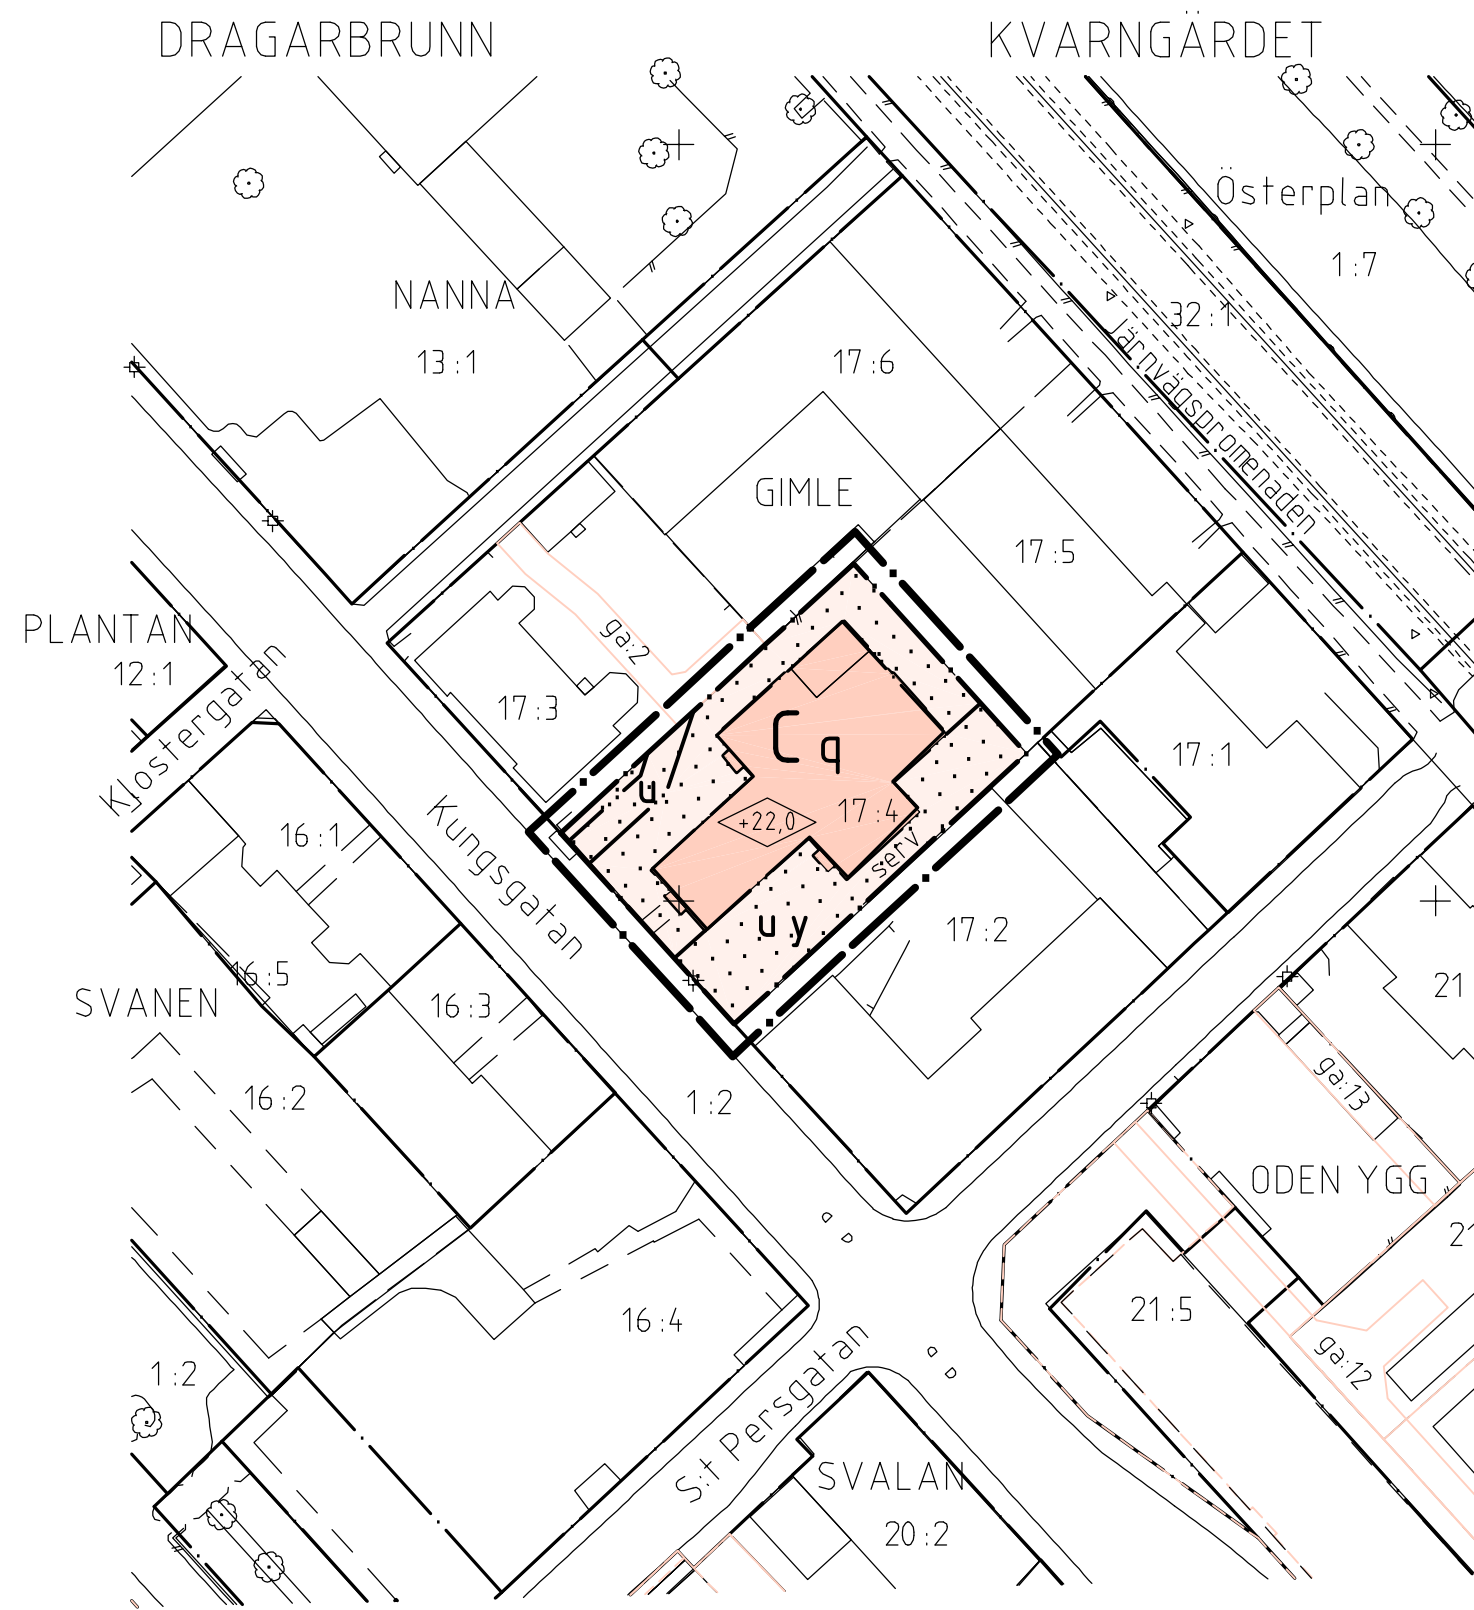 DRAGARBRUNN
KVARNGÄRDET
Österplan
1:7
NANNA
32:1
13:1
17:6
Järnvägspromenaden
GIMLE
17:5
PLANTAN
ga:2
12:1
17:3
Klostergatan
C q
17:1
u
17:4
+22,0
16:1
Kungsgatan
serv
u y
17:2
16:5
SVANEN
16:3
21
16:2
1:2
ga:13
ODEN YGG
21
21:5
16:4
ga:12
1:2
S:t Persgatan
SVALAN
20:2